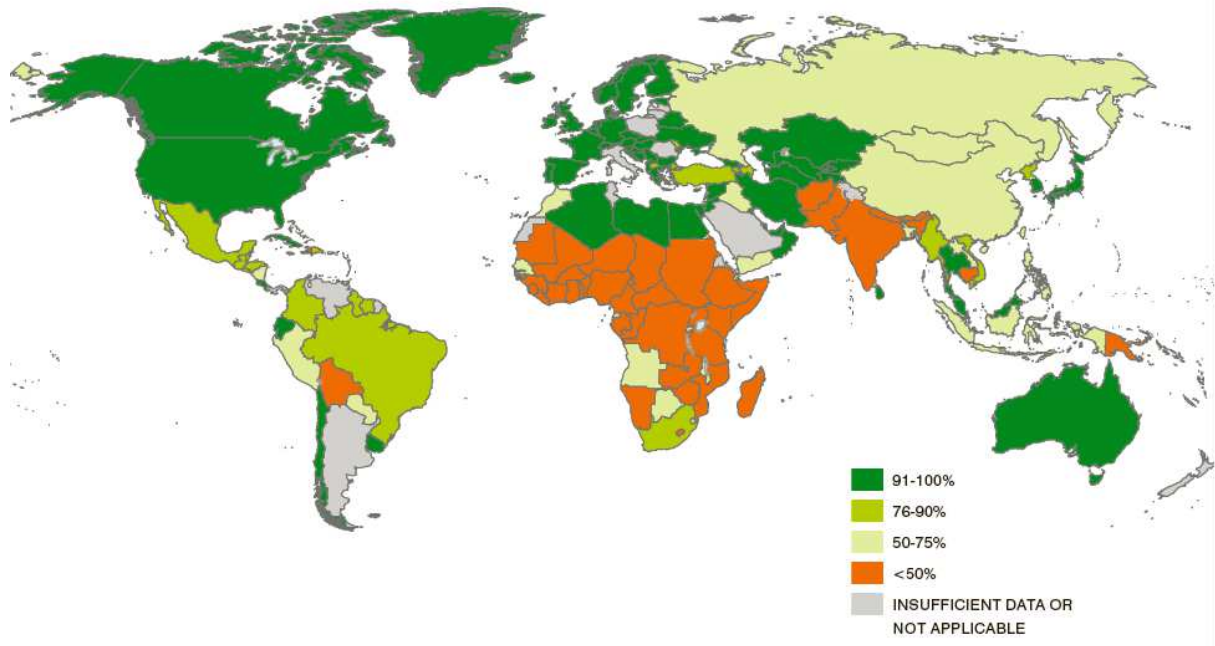 91-100%
76-90%
50-75%
<50%
INSUFFICIENT DATA OR
NOT APPLICABLE